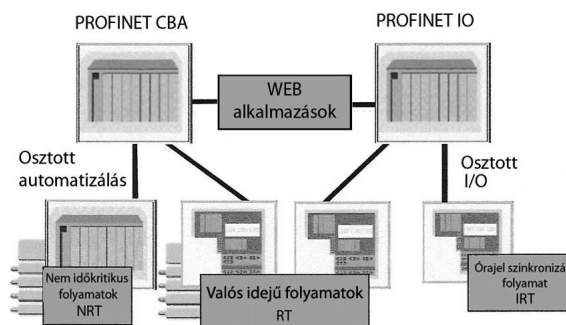 PROFINET CBA
PROFINET IO
WEB
alkalmazások
Osztott
automatizálás
Osztott
I/O
Nem időkritikus
folyamatok
NRT
Valós idejű folyamatok
RT
Órajel szinkronizá
folyamat
IRT